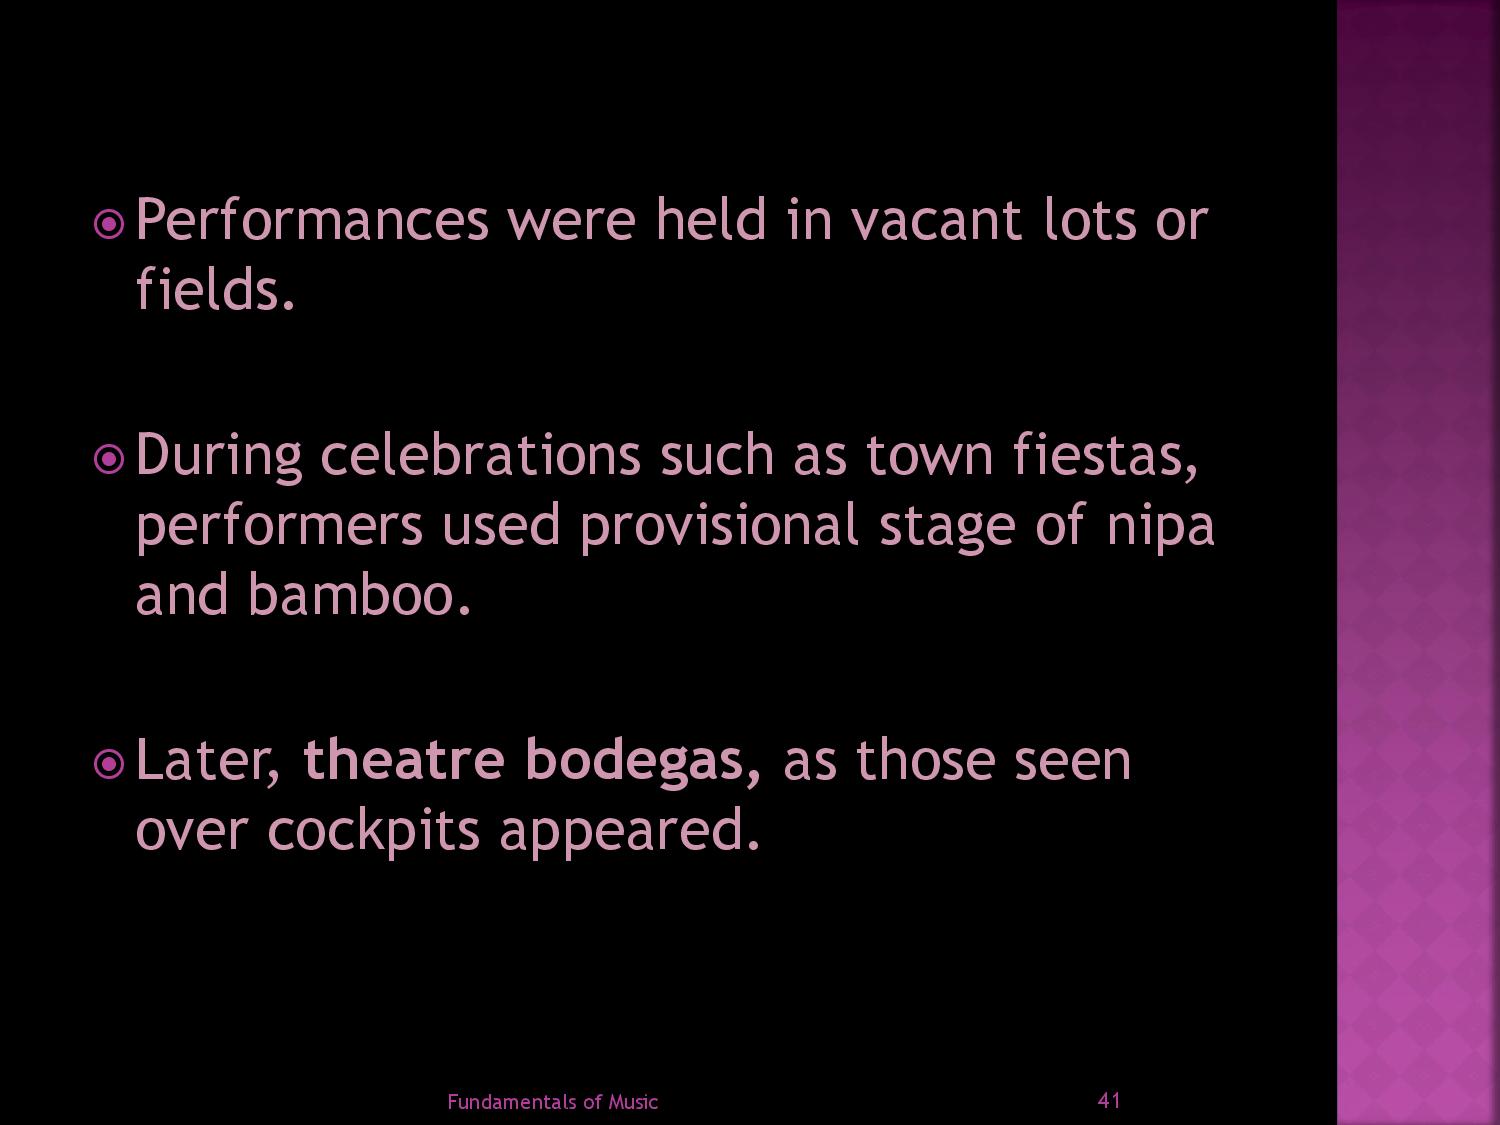 Performances were held in vacant lots or
fields.
During celebrations such as town fiestas,
performers used provisional stage of nipa
and bamboo.
Later, theatre bodegas, as those seen
over cockpits appeared.
Fundamentals of Music
41